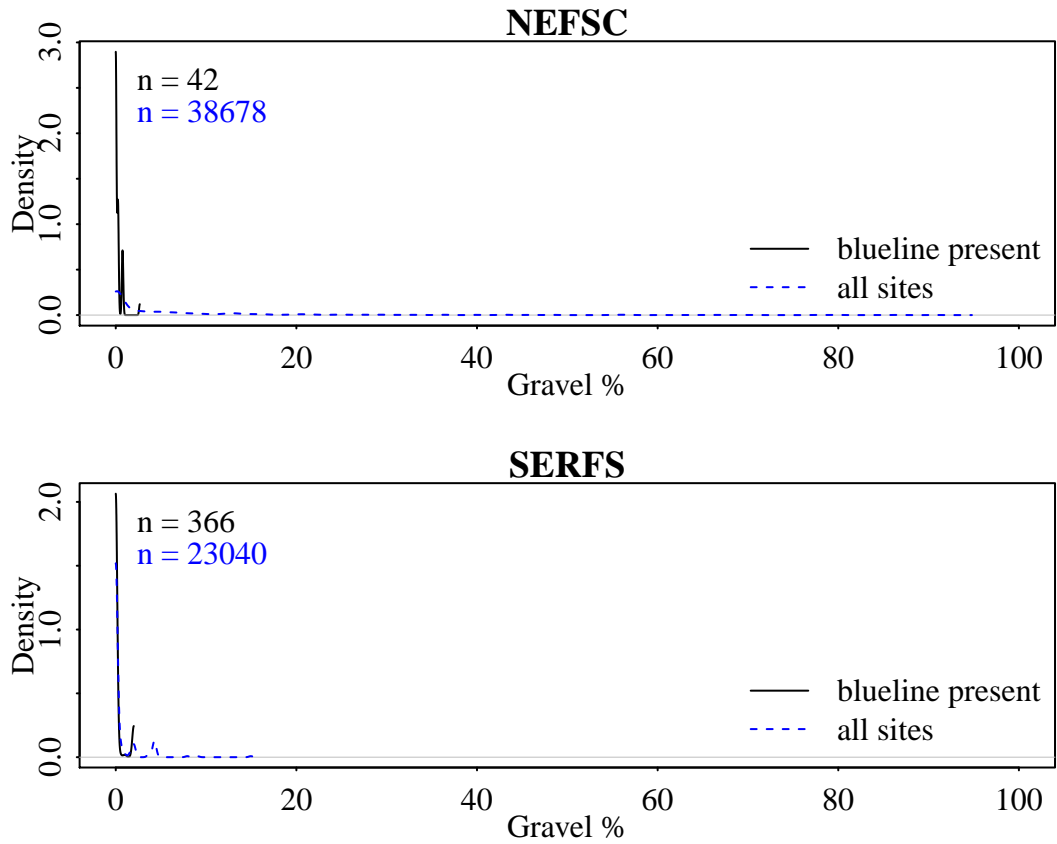 NEFSC
n = 42
n = 38678
Density
0.0 1.0 2.0 3.0
blueline present
all sites
0 20 40 60 80 100
Gravel %
SERFS
n = 366
n = 23040
Density
0.0 1.0 2.0
blueline present
all sites
0 20 40 60 80 100
Gravel %